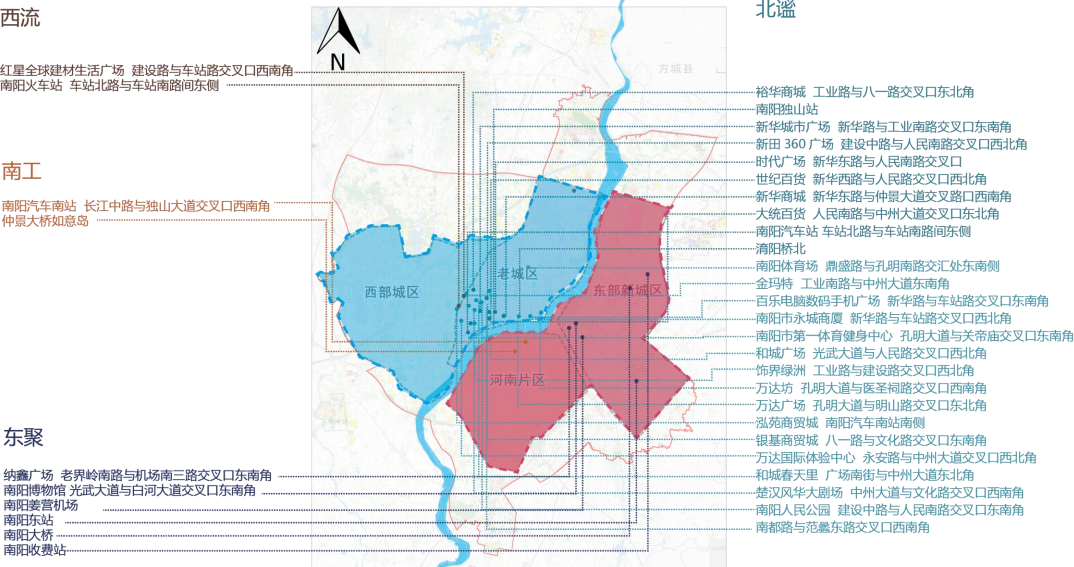 西流
红星全球建材生活广场 建设路与车站路交叉口西南角
南阳火车站 车站北路与车站南路间东侧
南工
南阳汽车南站 长江中路与独山大道交叉口西南角
仲景大桥如意岛
东聚
纳鑫广场 老界岭南路与机场南三路交叉口东南角
南阳博物馆 光武大道与白河大道交叉口东南角
南阳姜营机场
南阳东站
南阳大桥
南阳收费站
N
方城县
老城区
西部城区
东部新城区
河南片区
北谧
裕华商城 工业路与八一路交叉口东北角
南阳独山站
新华城市广场 新华路与工业南路交叉口东南角
新田 360 广场 建设中路与人民南路交叉口西北角
时代广场 新华东路与人民南路交叉口
世纪百货 新华西路与人民南路交叉口西北角
新华商城 新华东路与仲景大道交叉路口西南角
大统百货 人民南路与中州大道交叉口东北角
南阳汽车站 车站北路与车站南路间东侧
淯阳桥北
南阳体育场 鼎盛路与孔明南路交汇处东南侧
金玛特 工业南路与中州大道东南角
百乐电脑数码手机广场 新华路与车站路交叉口东南角
南阳市永城商厦 新华路与车站路交叉口西北角
南阳市第一体育健身中心 孔明大道与关帝庙交叉口东南角
和城广场 光武大道与人民路交叉口西北角
饰界绿洲 工业路与建设路交叉口西北角
万达坊 孔明大道与医圣祠路交叉口西南角
万达广场 孔明大道与明山路交叉口东北角
泓苑商贸城 南阳汽车南站南侧
银基商贸城 八一路与文化路交叉口东南角
万达国际体验中心 永安路与中州大道交叉口西北角
和城春天里 广场南街与中州大道东北角
楚汉风华大剧场 中州大道与文化路交叉口西南角
南阳人民公园 建设中路与人民南路交叉口东南角
南都路与范蠡东路交叉口西南角